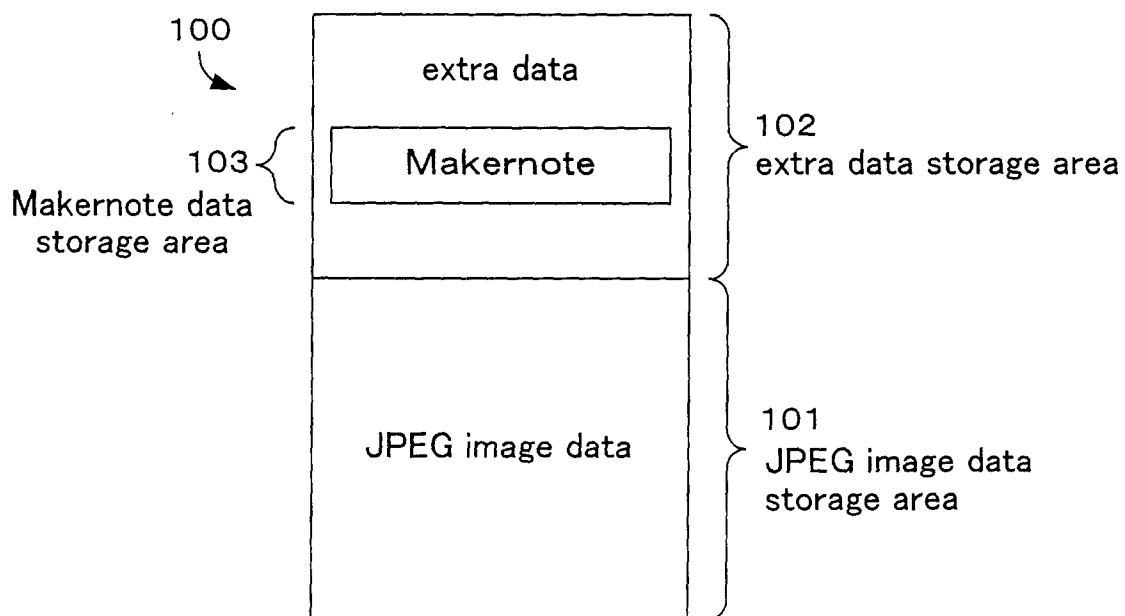 100
extra data
102
extra data storage area
103
Makernote data
storage area
Makernote
JPEG image data
101
JPEG image data
storage area